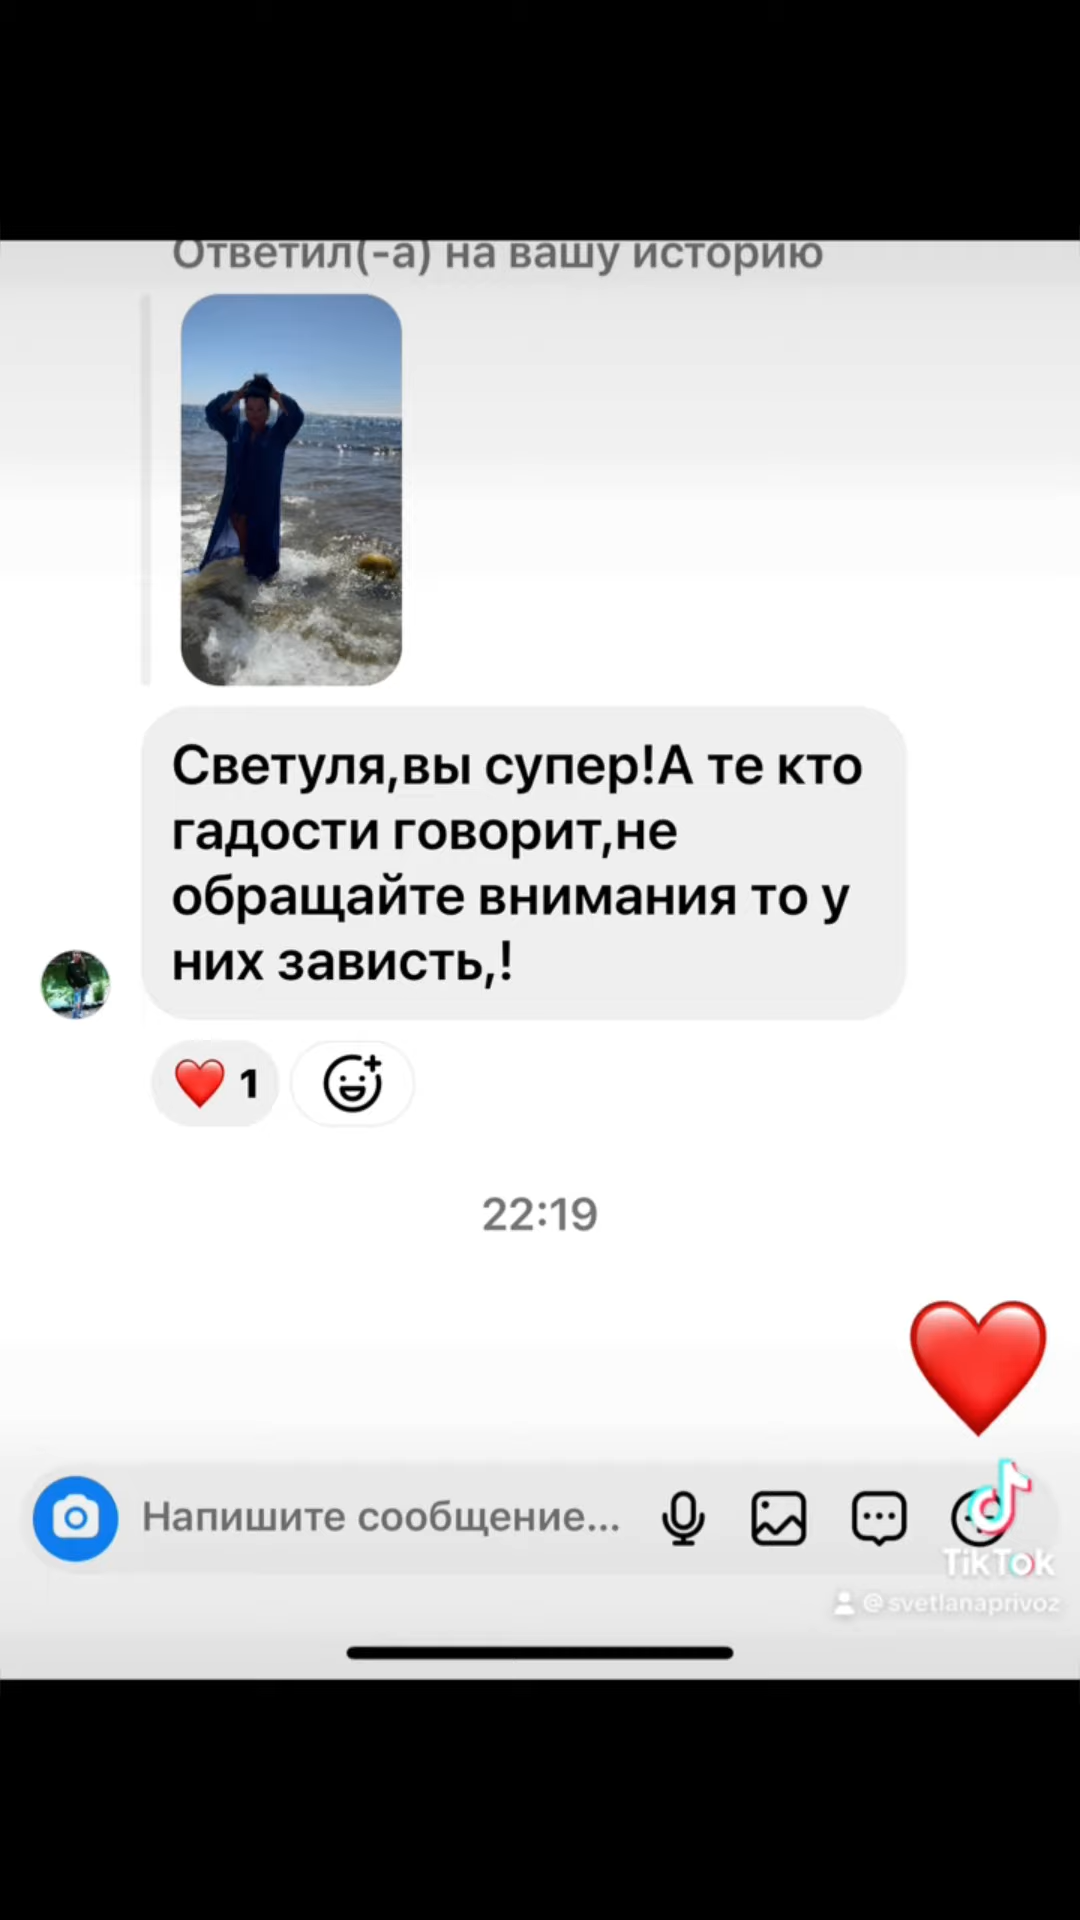 Ответил(-а) на вашу историю
Светуля,вы супер!А те кто
гадости говорит,не
обращайте внимания то у
них зависть,!
1
22:19
Напишите сообщение...
TikTok
@svetlanaprivoz